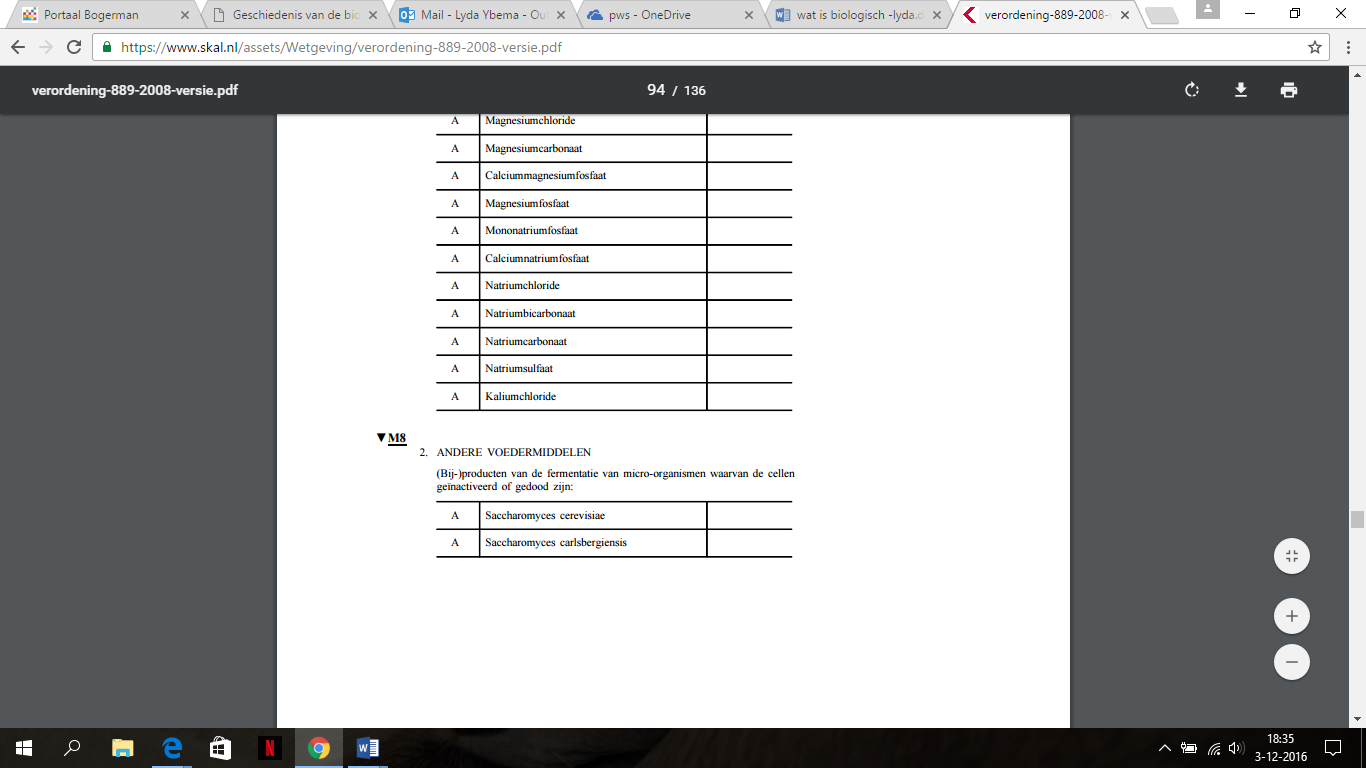 Portaal Bogerman
Geschiedenis van de bio
Mail - Lyda Ybema - Ou
pws - OneDrive
wat is biologisch -lyda.d
verordening-889-2008-
https://www.skal.nl/assets/Wetgeving/verordening-889-2008-versie.pdf
verordening-889-2008-versie.pdf
94 / 136
A Magnesiumchloride
A Magnesiumcarbonaat
A Calciummagnesiumfosfaat
A Magnesiumfosfaat
A Mononatriumfosfaat
A Calciumnatriumfosfaat
A Natriumchloride
A Natriumbicarbonaat
A Natriumcarbonaat
A Natriumsulfaat
A Kaliumchloride
▼M8
2. ANDERE VOEDERMIDDELEN
(Bij-)producten van de fermentatie van micro-organismen waarvan de cellen
geïnactiveerd of gedood zijn:
A Saccharomyces cerevisiae
A Saccharomyces carlsbergiensis
18:35
3-12-2016